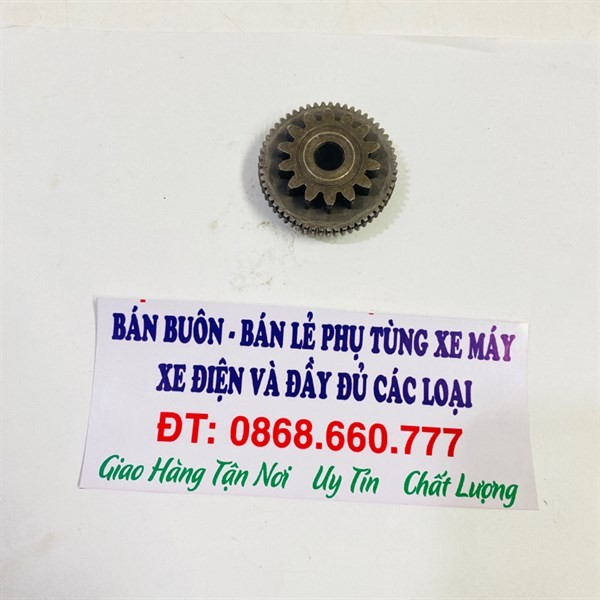 BÁN BUÔN - BÁN LẺ PHỤ TÙNG XE MÁY
XE ĐIỆN VÀ ĐẦY ĐỦ CÁC LOẠI
ĐT: 0868.660.777
Giao Hàng Tận Nơi Uy Tín Chất Lượng